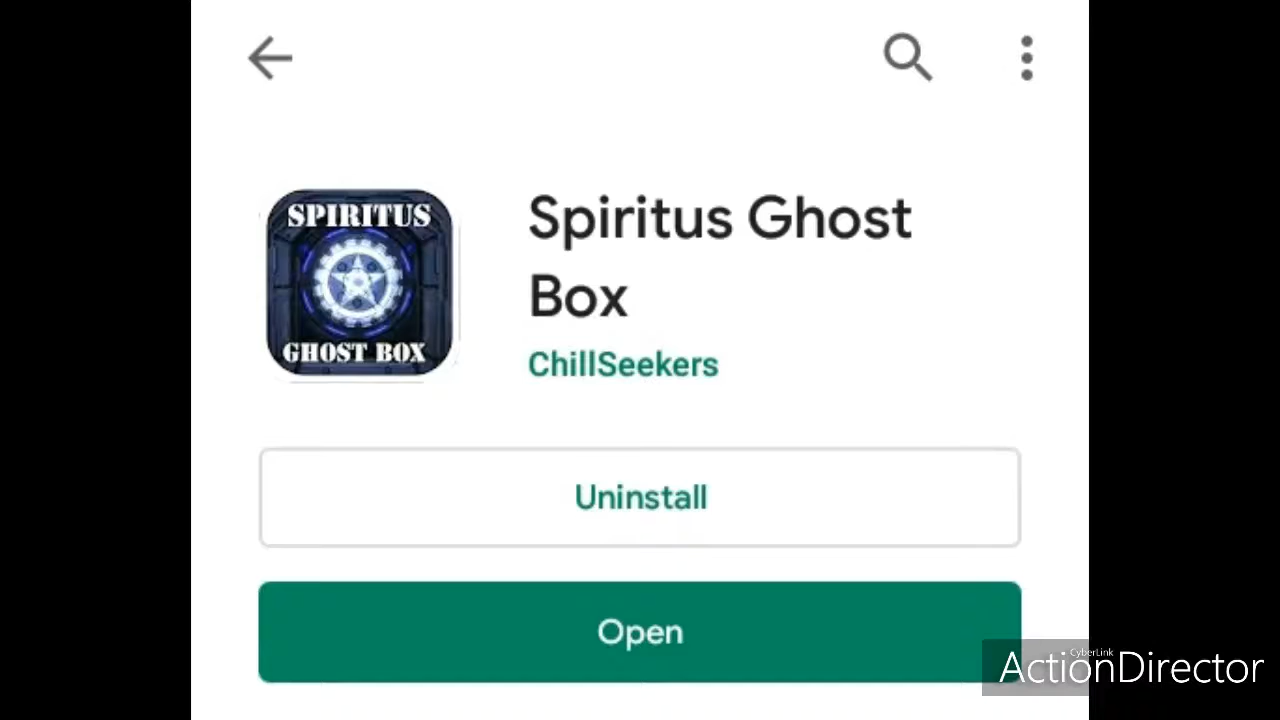 SPIRITUS
GHOST BOX
Spiritus Ghost
Box
ChillSeekers
Uninstall
Open
CyberLink
ActionDirector